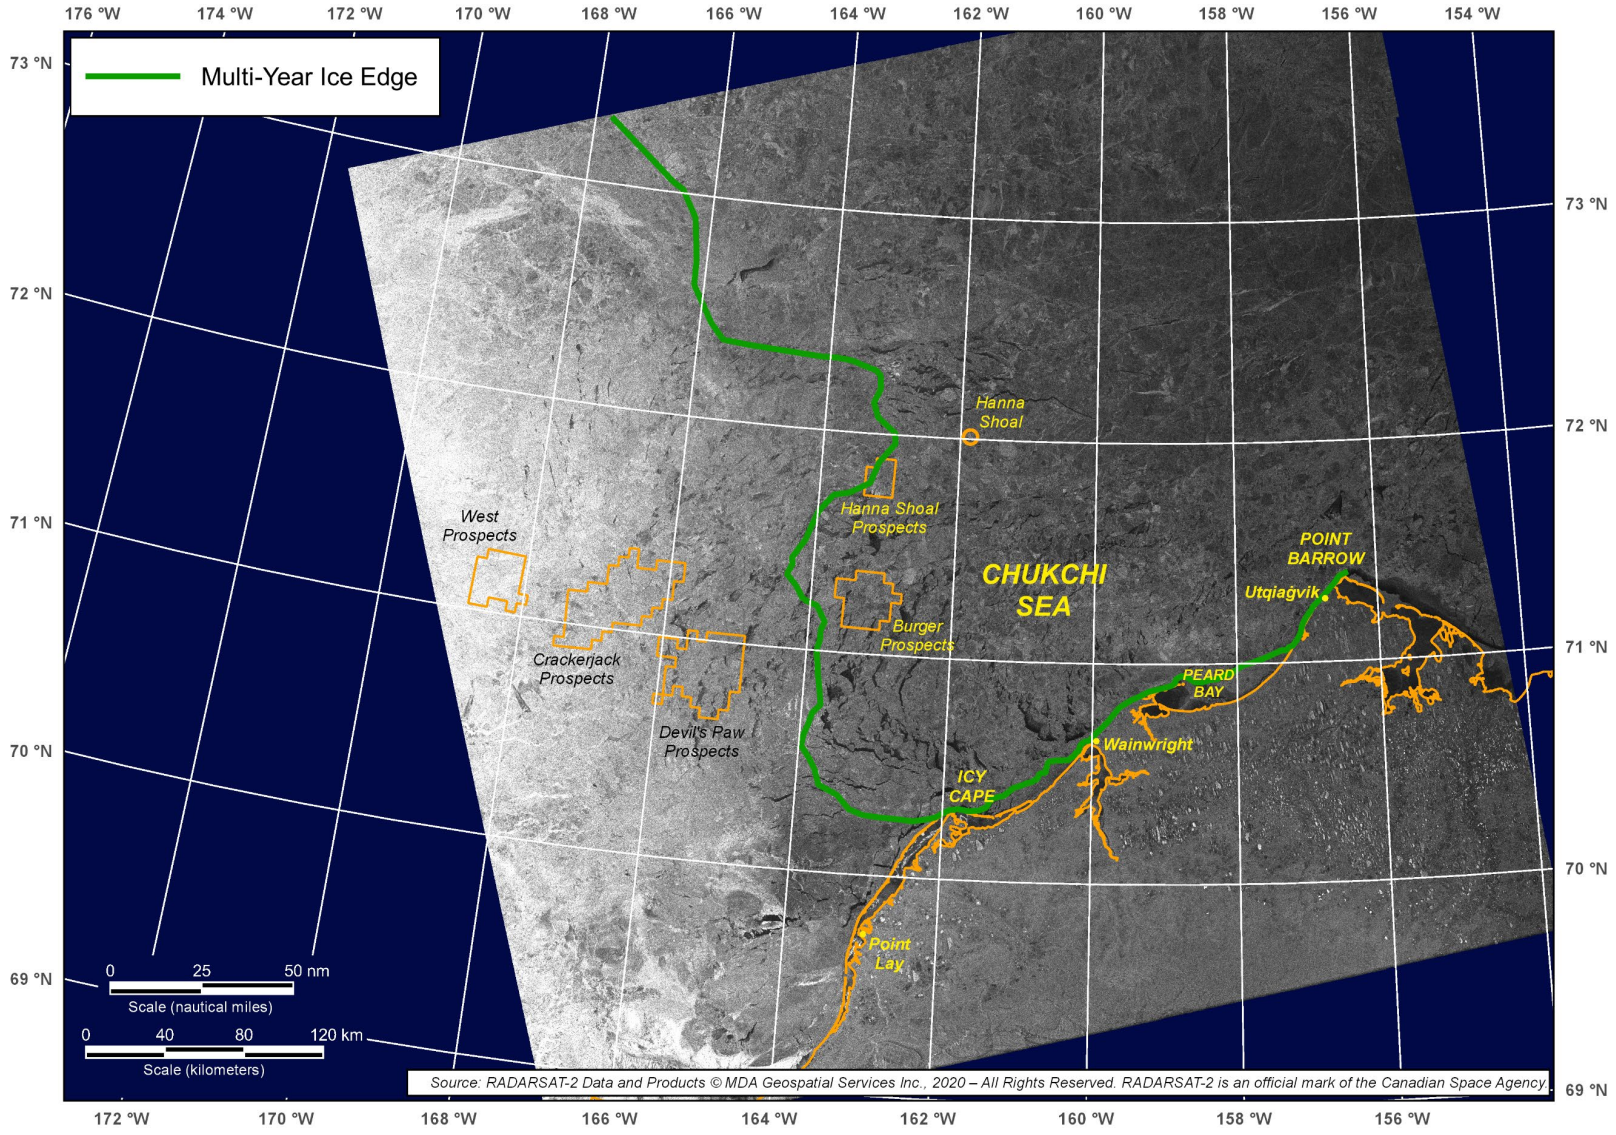 176 °W 174 °W 172 °W 170 °W 168 °W 166 °W 164 °W 162 °W 160 °W 158 °W 156 °W 154 °W
73 °N
Multi-Year Ice Edge
73 °N
72 °N
Hanna
Shoal
72 °N
71 °N
West
Prospects
Hanna Shoal
Prospects
POINT
BARROW
CHUKCHI
SEA
Utqiaġvik
Burger
Prospects
71 °N
Crackerjack
Prospects
PEARD
BAY
Devil's Paw
Prospects
Wainwright
70 °N
ICY
CAPE
70 °N
Point
Lay
69 °N
0 25 50 nm
Scale (nautical miles)
0 40 80 120 km
Scale (kilometers)
Source: RADARSAT-2 Data and Products © MDA Geospatial Services Inc., 2020 – All Rights Reserved. RADARSAT-2 is an official mark of the Canadian Space Agency.
69 °N
172 °W 170 °W 168 °W 166 °W 164 °W 162 °W 160 °W 158 °W 156 °W